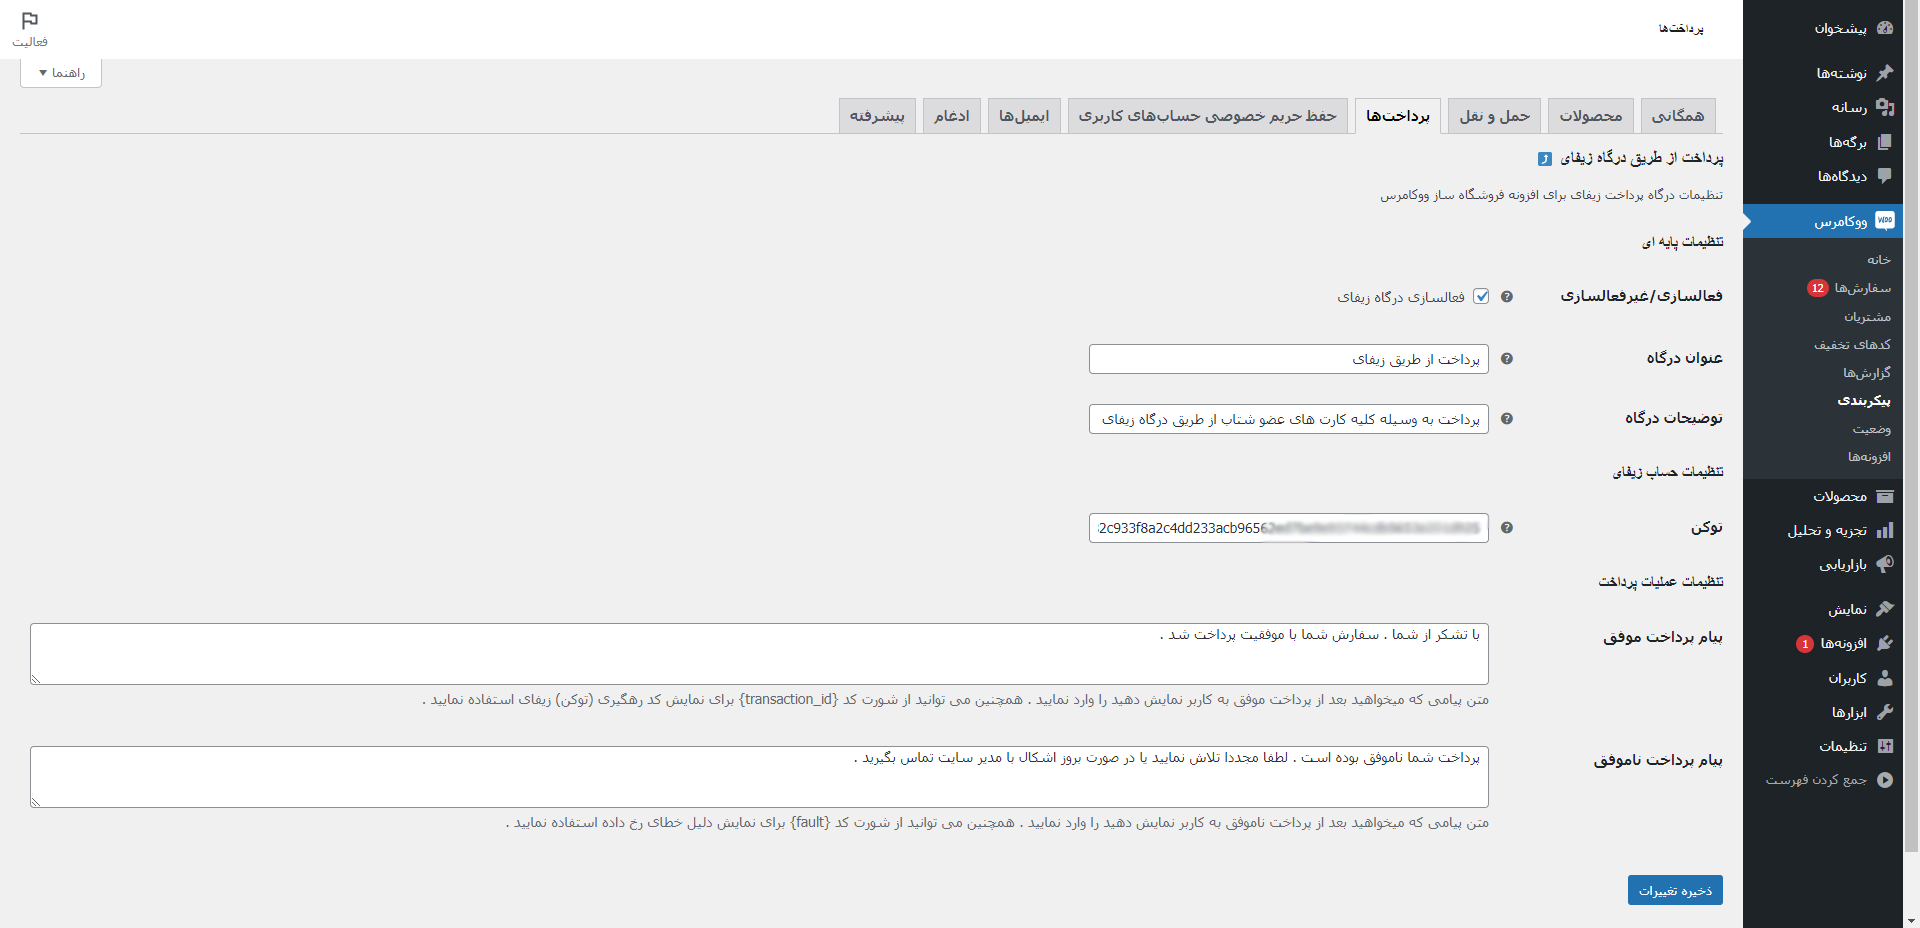 فعالیت
پرداخت‌ها
راهنما
همگانی
محصولات
حمل و نقل
پرداخت‌ها
حفظ حریم خصوصی حساب‌های کاربری
ایمیل‌ها
ادغام
پیشرفته
پرداخت از طریق درگاه زیفای
تنظیمات درگاه پرداخت زیفای برای افزونه فروشگاه ساز ووکامرس
تنظیمات پایه ای
فعالسازی/غیرفعالسازی
فعالسازی درگاه زیفای
عنوان درگاه
پرداخت از طریق زیفای
توضیحات درگاه
پرداخت به وسیله کلیه کارت های عضو شتاب از طریق درگاه زیفای
تنظیمات حساب زیفای
توکن
2c933f8a2c4dd233acb9656
تنظیمات عملیات پرداخت
پیام پرداخت موفق
با تشکر از شما . سفارش شما با موفقیت پرداخت شد .
متن پیامی که میخواهید بعد از پرداخت موفق به کاربر نمایش دهید را وارد نمایید . همچنین می توانید از شورت کد {transaction_id} برای نمایش کد رهگیری (توکن) زیفای استفاده نمایید .
پیام پرداخت ناموفق
پرداخت شما ناموفق بوده است . لطفا مجددا تلاش نمایید یا در صورت بروز اشکال با مدیر سایت تماس بگیرید .
متن پیامی که میخواهید بعد از پرداخت ناموفق به کاربر نمایش دهید را وارد نمایید . همچنین می توانید از شورت کد {fault} برای نمایش دلیل خطای رخ داده استفاده نمایید .
ذخیره تغییرات
پیشخوان
نوشته‌ها
رسانه
برگه‌ها
دیدگاه‌ها
ووکامرس
خانه
سفارش‌ها 12
مشتریان
کدهای تخفیف
گزارش‌ها
پیکربندی
وضعیت
افزونه‌ها
محصولات
تجزیه و تحلیل
بازاریابی
نمایش
افزونه‌ها 1
کاربران
ابزارها
تنظیمات
جمع کردن فهرست